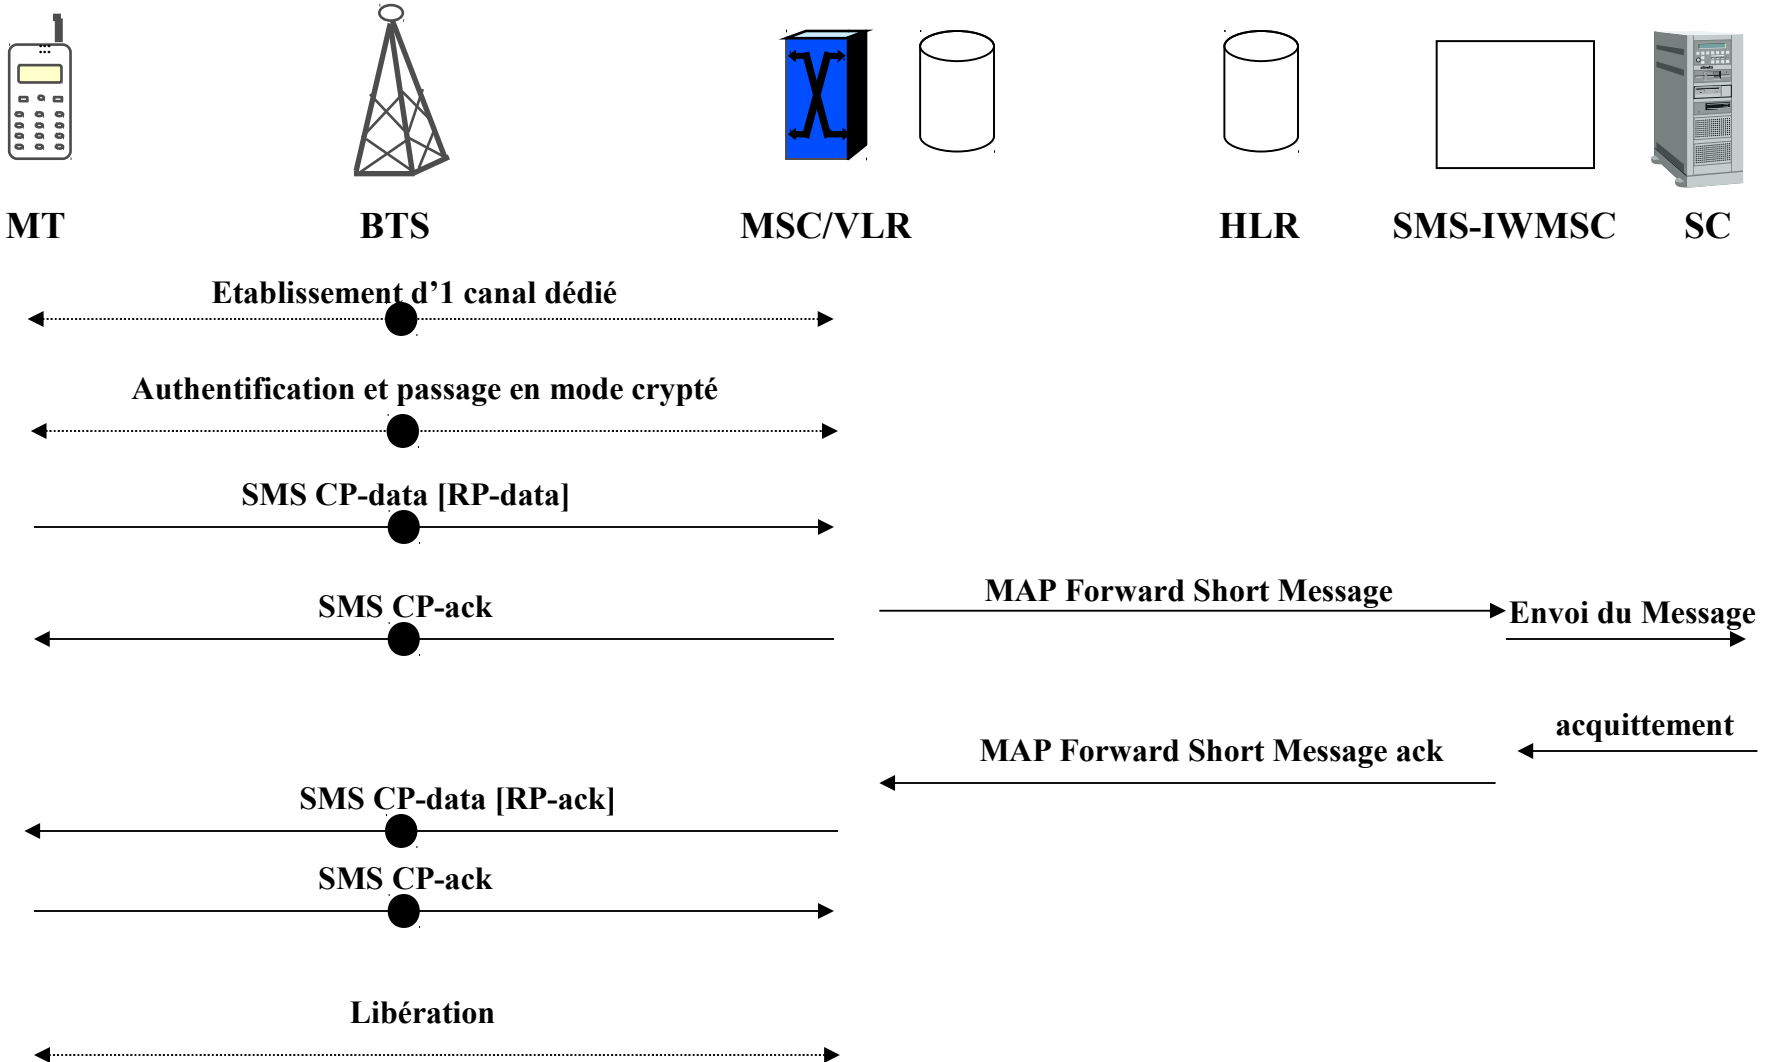 MT
BTS
MSC/VLR
HLR
SMS-IWMSC
SC
Etablissement d’1 canal dédié
Authentification et passage en mode crypté
SMS CP-data [RP-data]
MAP Forward Short Message
SMS CP-ack
Envoi du Message
acquittement
MAP Forward Short Message ack
SMS CP-data [RP-ack]
SMS CP-ack
Libération